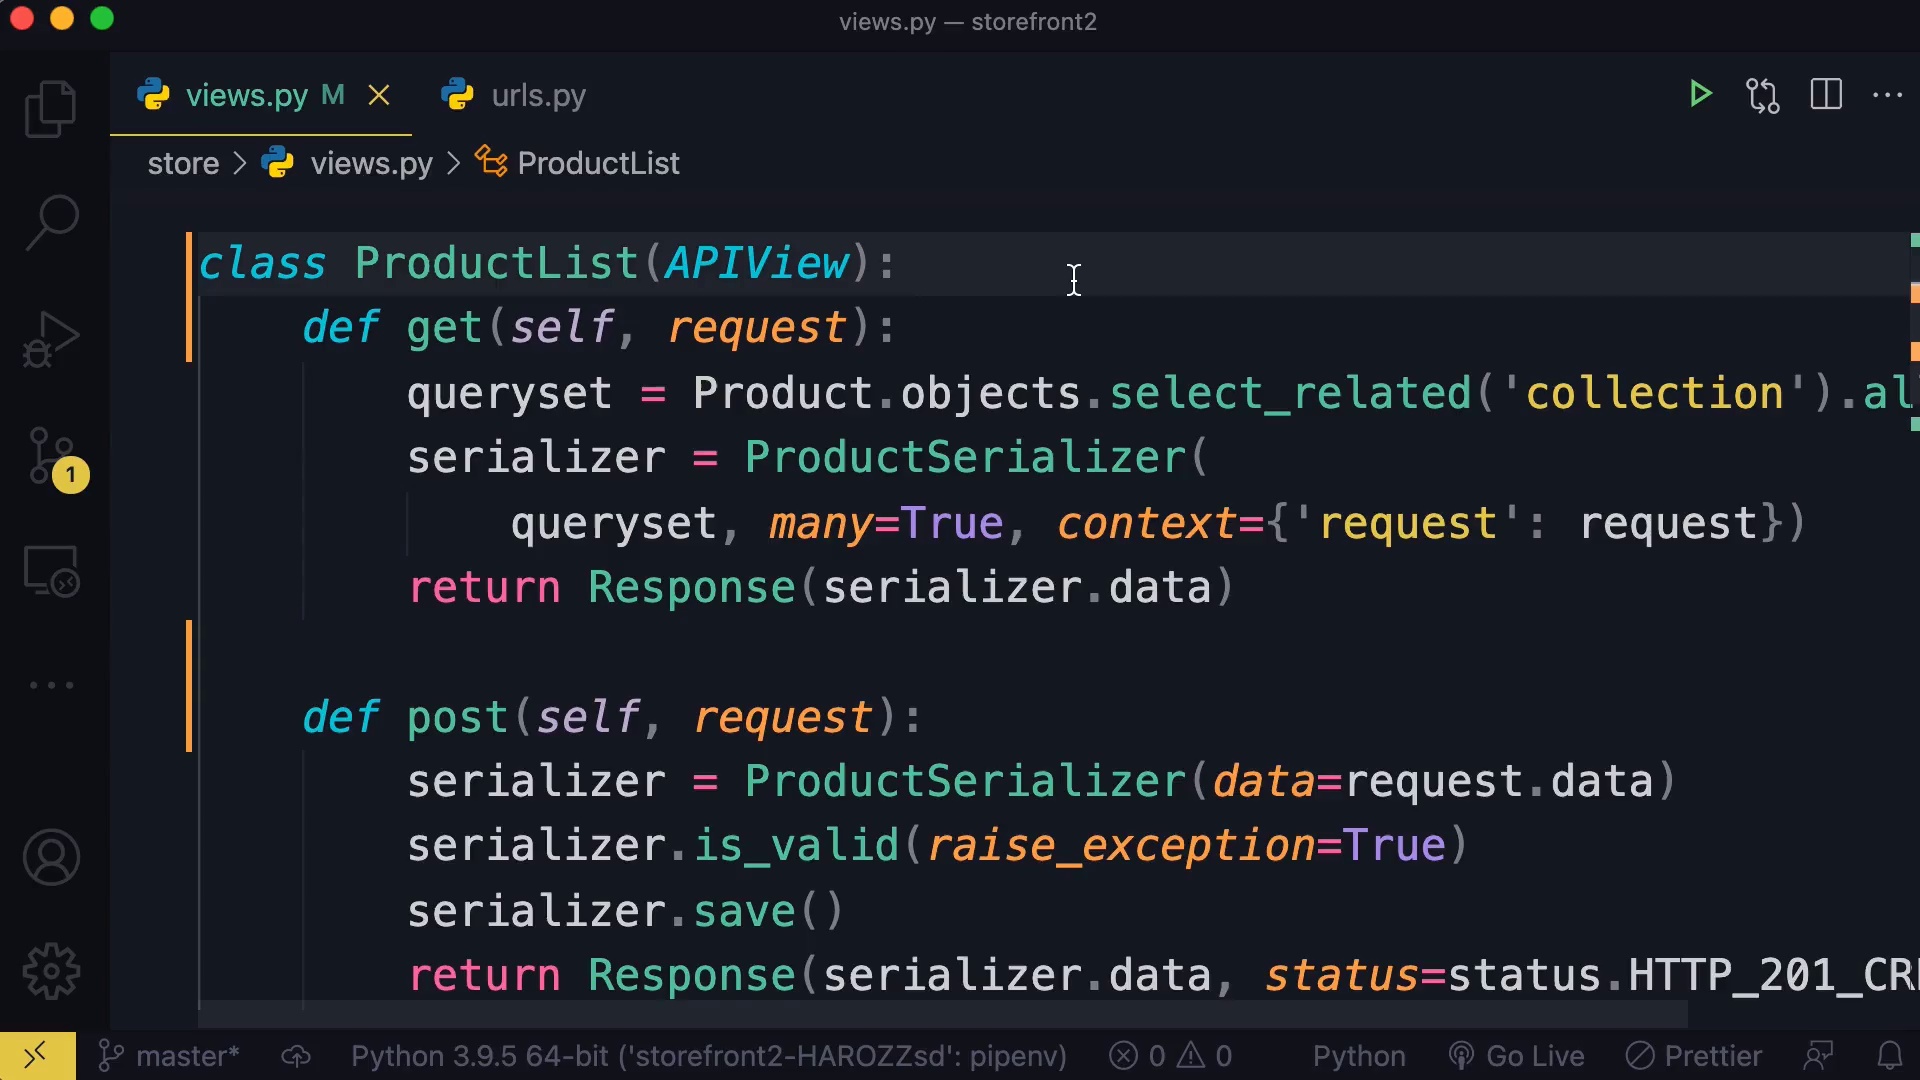 views.py — storefront2
views.py M urls.py
store > views.py > ProductList
class ProductList(APIView):
def get(self, request):
queryset = Product.objects.select_related('collection').al
serializer = ProductSerializer(
queryset, many=True, context={'request': request})
return Response(serializer.data)
def post(self, request):
serializer = ProductSerializer(data=request.data)
serializer.is_valid(raise_exception=True)
serializer.save()
return Response(serializer.data, status=status.HTTP_201_CR
1
master* Python 3.9.5 64-bit ('storefront2-HAROZZsd': pipenv) 0 0 Python Go Live Prettier